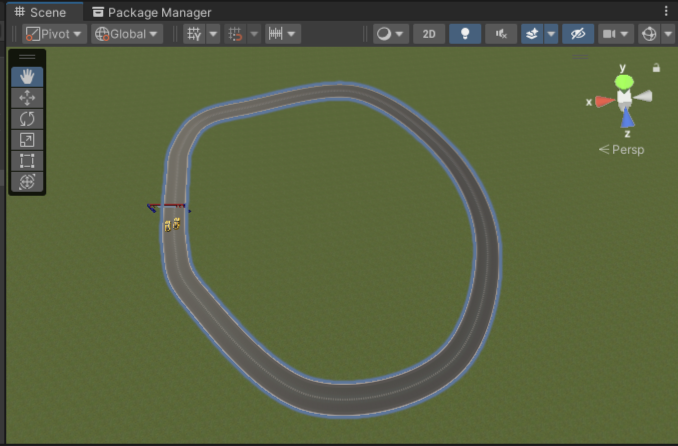 Scene Package Manager
Pivot Global 2D
y
x
z
Persp